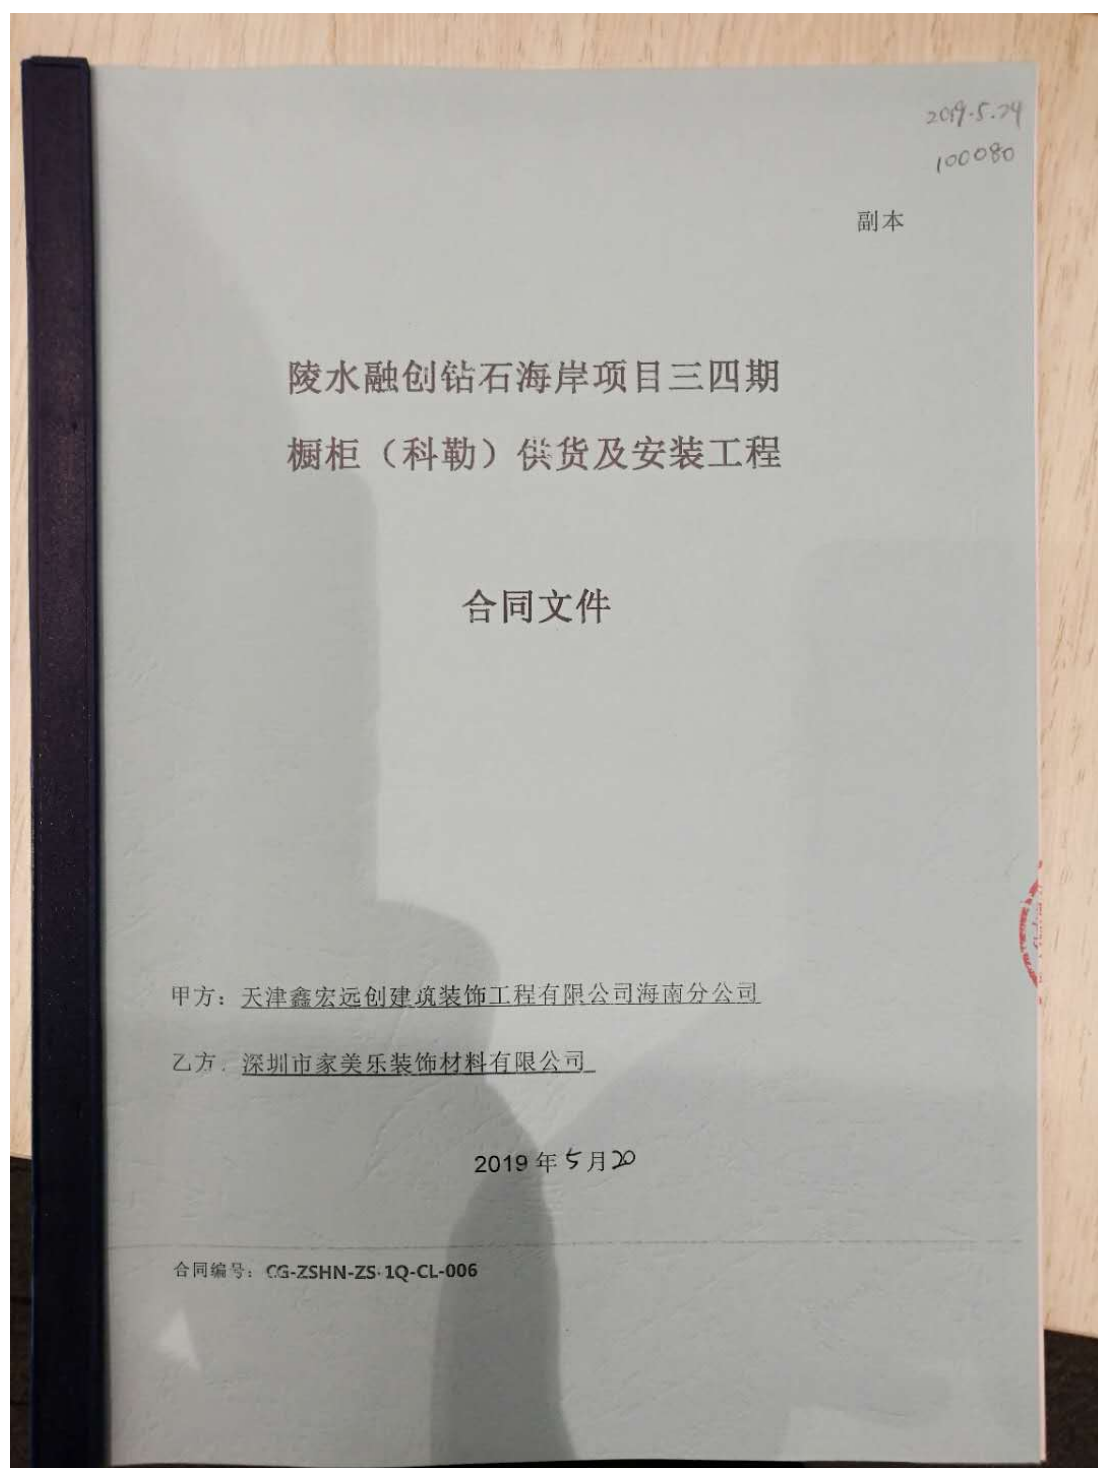 2019.5.24
100080
副本
陵水融创钻石海岸项目三四期
橱柜（科勒）供货及安装工程
合同文件
甲方：天津鑫宏远创建筑装饰工程有限公司海南分公司
乙方：深圳市家美乐装饰材料有限公司
2019年5月20
合同编号：CG-ZSHN-ZS-1Q-CL-006